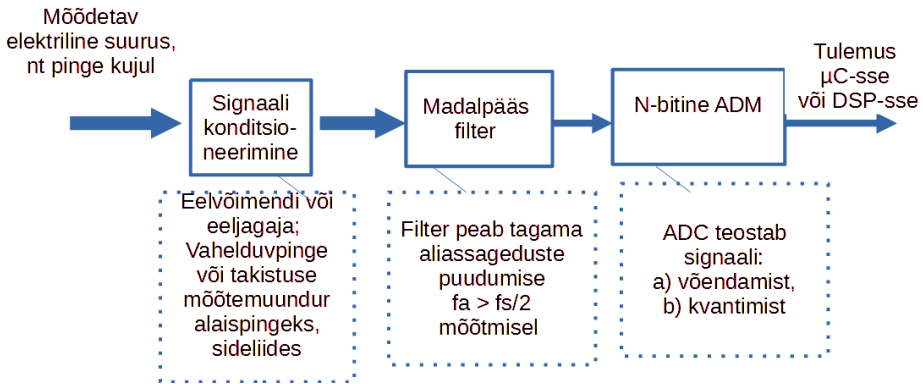 Mõõdetav
elektriline suurus,
nt pinge kujul
Signaali
konditsio-
neerimine
Madalpääs
filter
N-bitine ADM
Tulemus
µC-sse
või DSP-sse
Eelvõimendi või
eeljagaja;
Vahelduvpinge
või takistuse
mõõtemuundur
alaispingeks,
sideliides
Filter peab tagama
aliassageduste
puudumise
fa > fs/2
mõõtmisel
ADC teostab
signaali:
a) võendamist,
b) kvantimist